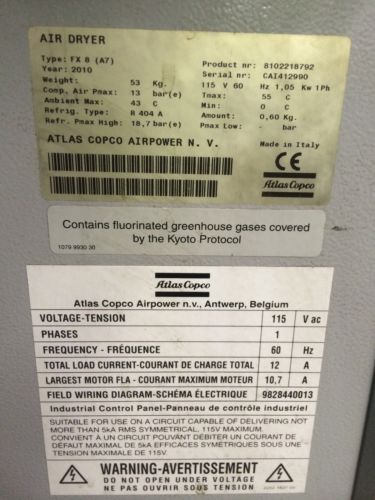 AIR DRYER
Type: FX 8 (A7) Product nr: 8102218792
Year: 2010 Serial nr: CAI412990
Weight: 53 Kg. 115 V 60 Hz 1,05 Kw 1Ph
Comp, Air Pmax: 13 bar(e) Tmax: 55 C
Ambient Max: 43 C Min: 0 C
Refrig. Type: R 404 A Amount: 0,60 Kg.
Refr. Pmax High: 18,7 bar(e) Pmax Low: - bar
ATLAS COPCO AIRPOWER N. V. Made in Italy
CE
Atlas Copco
Contains fluorinated greenhouse gases covered
by the Kyoto Protocol
1079 9930 30
Atlas Copco
Atlas Copco Airpower n.v., Antwerp, Belgium
VOLTAGE-TENSION 115 V ac
PHASES 1
FREQUENCY - FRÉQUENCE 60 Hz
TOTAL LOAD CURRENT-COURANT DE CHARGE TOTAL 12 A
LARGEST MOTOR FLA - COURANT MAXIMUM MOTEUR 10,7 A
FIELD WIRING DIAGRAM-SCHÉMA ÉLECTRIQUE 9828440013
Industrial Control Panel-Panneau de contrôle industriel
SUITABLE FOR USE ON A CIRCUIT CAPABLE OF DELIVERING NOT
MORE THAN 5kA RMS SYMMETRICAL, 115V MAXIMUM.
CONVIENT À UN CIRCUIT POUVANT DÉBITER UN COURANT DE
DÉFAUT MAXIMAL DE 5kA EFFICACES SYMÉTRIQUES SOUS UNE
TENSION MAXIMALE DE 115V.
WARNING-AVERTISSEMENT
DO NOT OPEN UNDER VOLTAGE
NE PAS OUVRIR SOUS TENSION